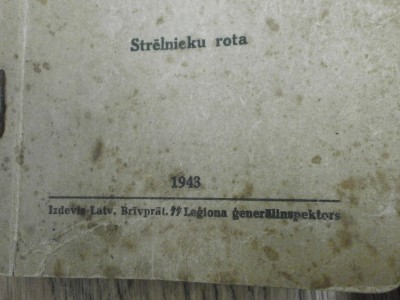 Strēlnieku rota
1943
Izdevis Latv. Brīvprāt. ᛋᛋ Leģiona ģenerālinspektors